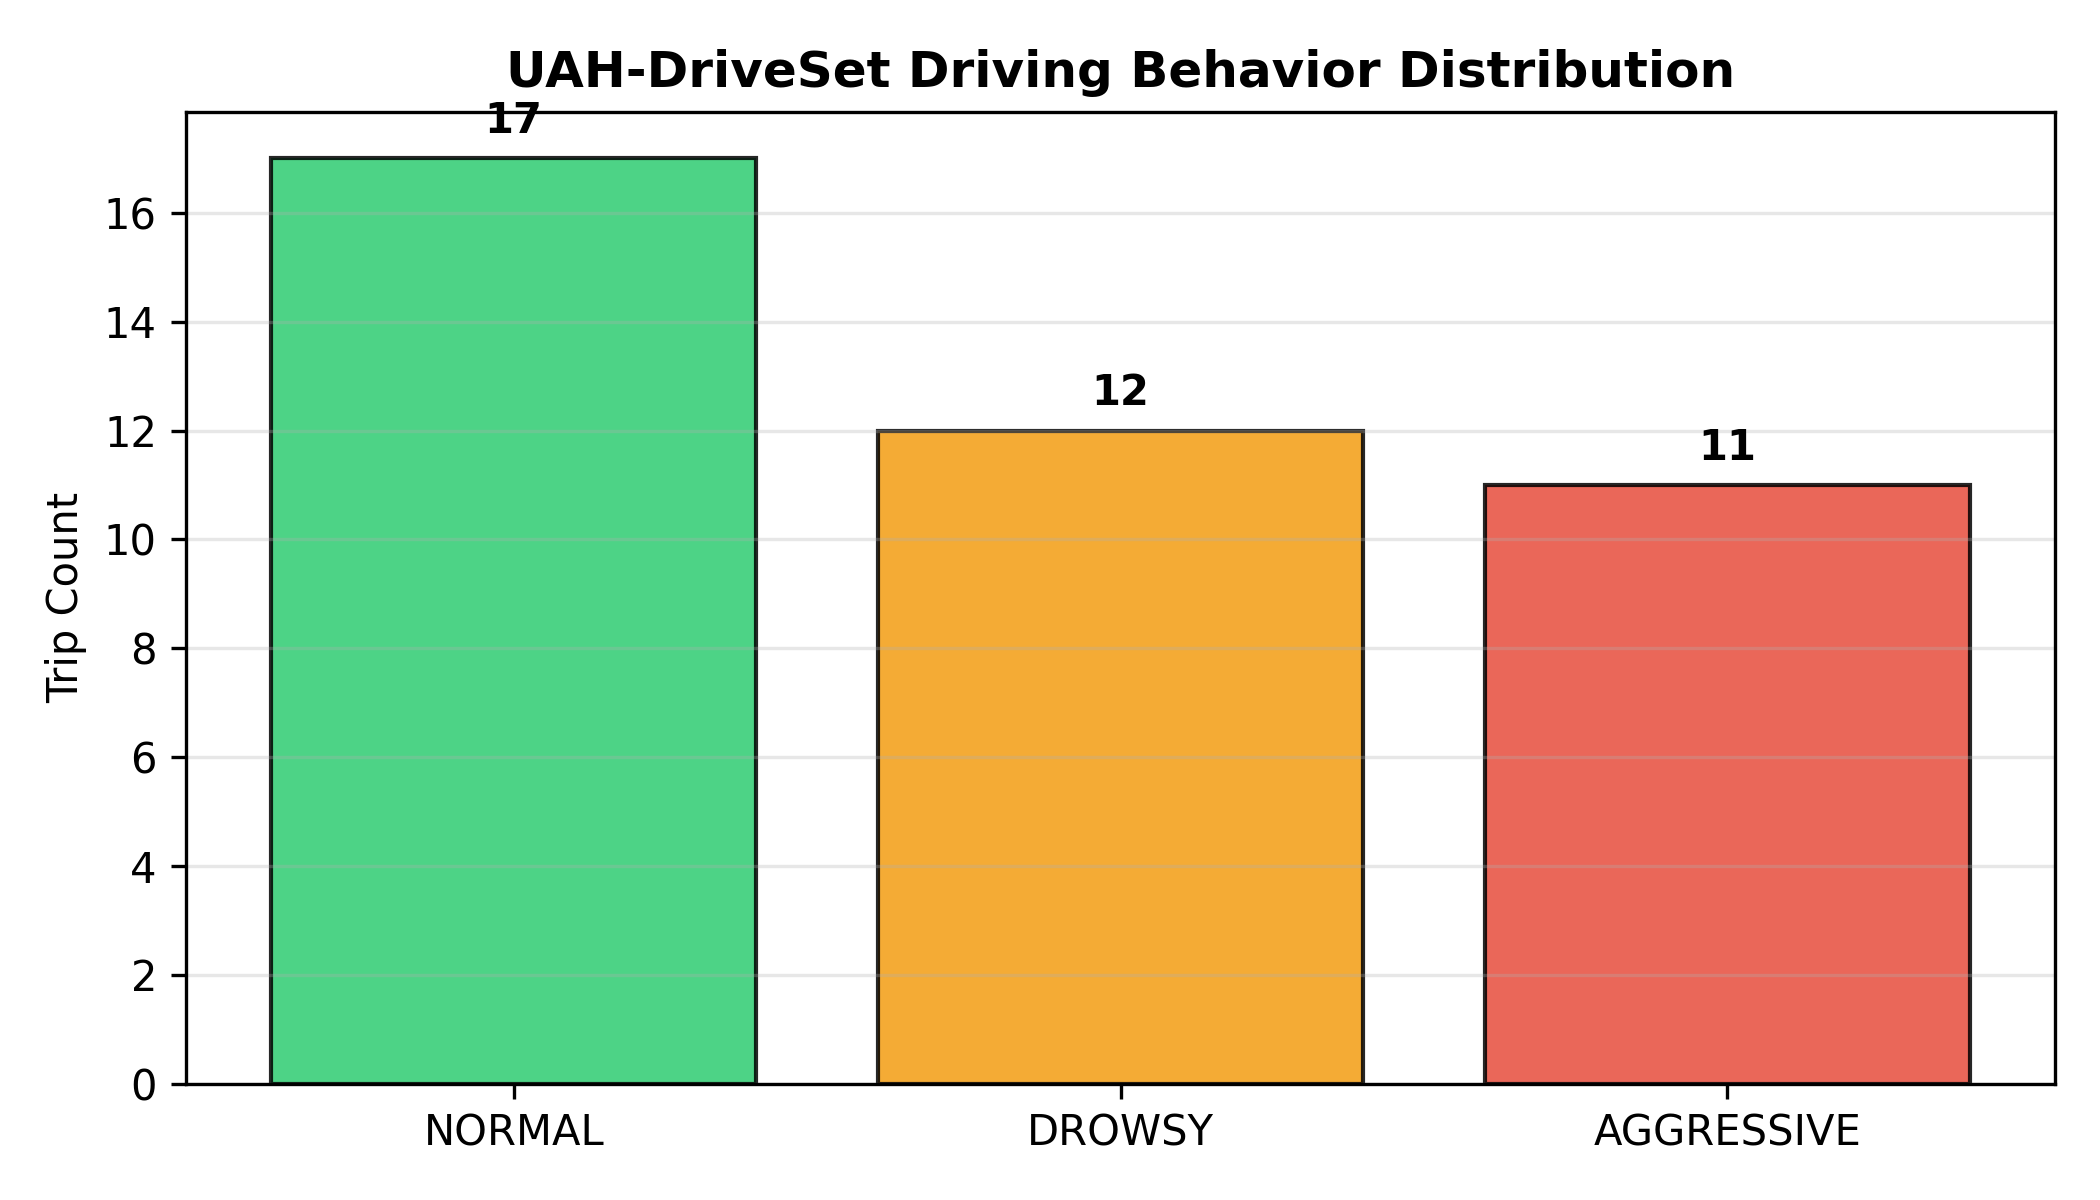 UAH-DriveSet Driving Behavior Distribution
17
12
11
16
14
12
10
8
6
4
2
0
Trip Count
NORMAL
DROWSY
AGGRESSIVE